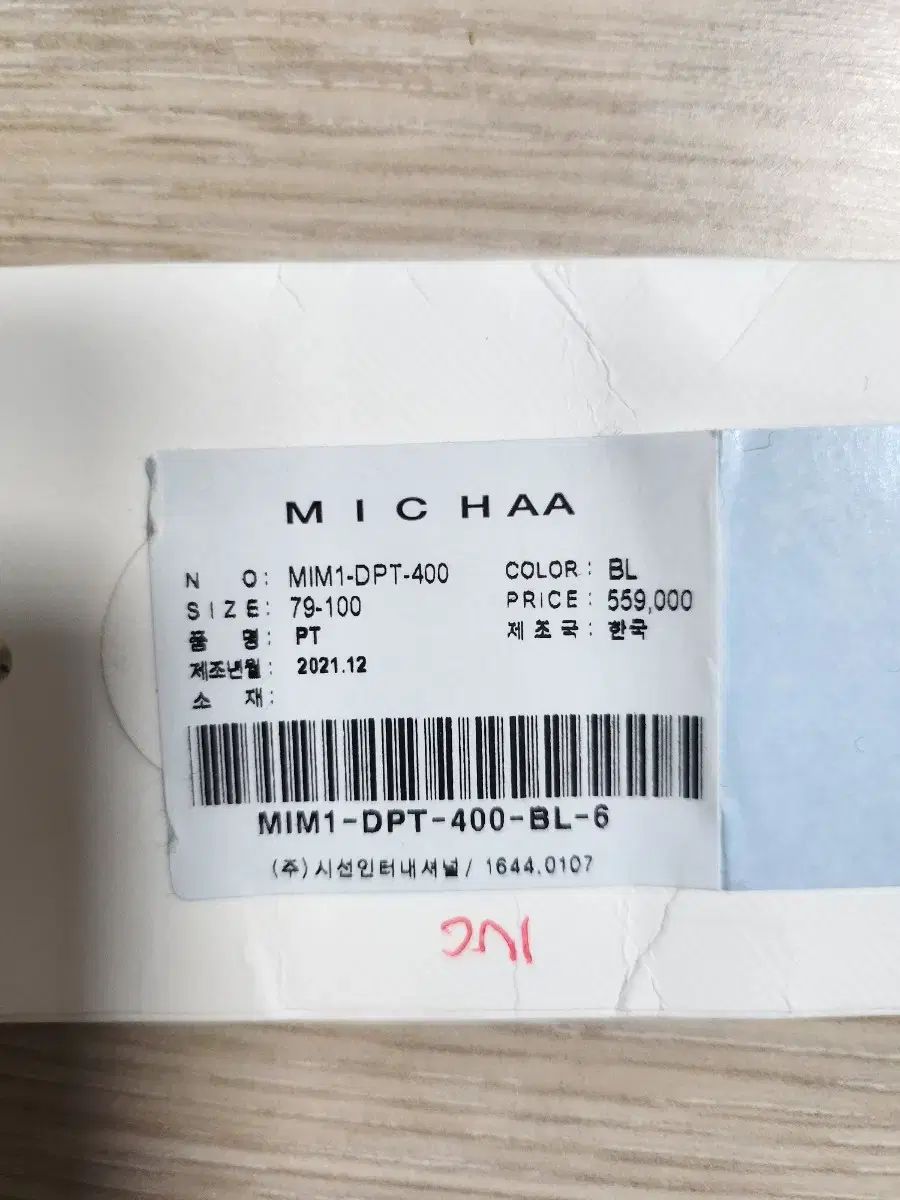 MICHAA
NO: MIM1-DPT-400 COLOR: BL
SIZE: 79-100 PRICE: 559,000
품명: PT 제조국: 한국
제조년월: 2021.12
소재:
MIM1-DPT-400-BL-6
(주)시선인터내셔널/ 1644.0107